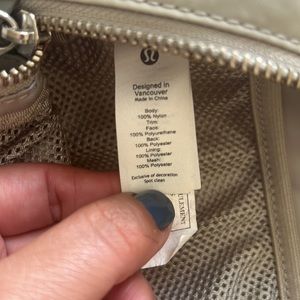 Designed in
Vancouver
Made in China
Body:
100% Nylon
Trim:
Face:
100% Polyurethane
Back:
100% Polyester
Lining:
100% Polyester
Mesh:
100% Polyester
Exclusive of decoration
Spot clean